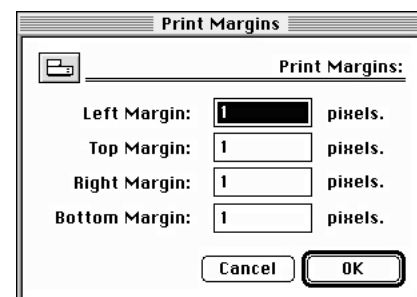 Print Margins
Print Margins:
Left Margin: 1 pixels.
Top Margin: 1 pixels.
Right Margin: 1 pixels.
Bottom Margin: 1 pixels.
Cancel OK